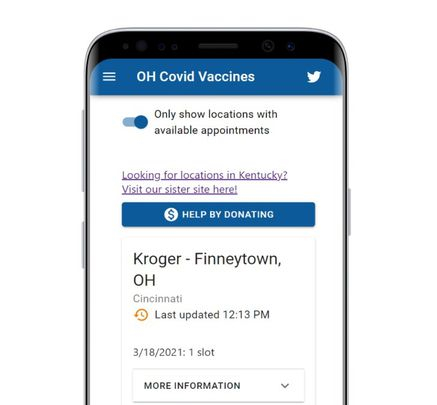 OH Covid Vaccines
Only show locations with
available appointments
Looking for locations in Kentucky?
Visit our sister site here!
$ HELP BY DONATING
Kroger - Finneytown,
OH
Cincinnati
Last updated 12:13 PM
3/18/2021: 1 slot
MORE INFORMATION